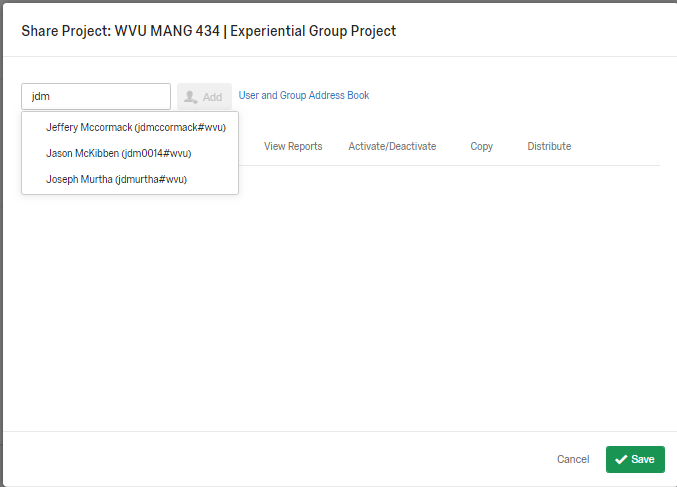 Share Project: WVU MANG 434 | Experiential Group Project
jdm Add User and Group Address Book
Jeffery Mccormack (jdmccormack#wvu)
View Reports Activate/Deactivate Copy Distribute
Jason McKibben (jdm0014#wvu)
Joseph Murtha (jdmurtha#wvu)
Cancel Save